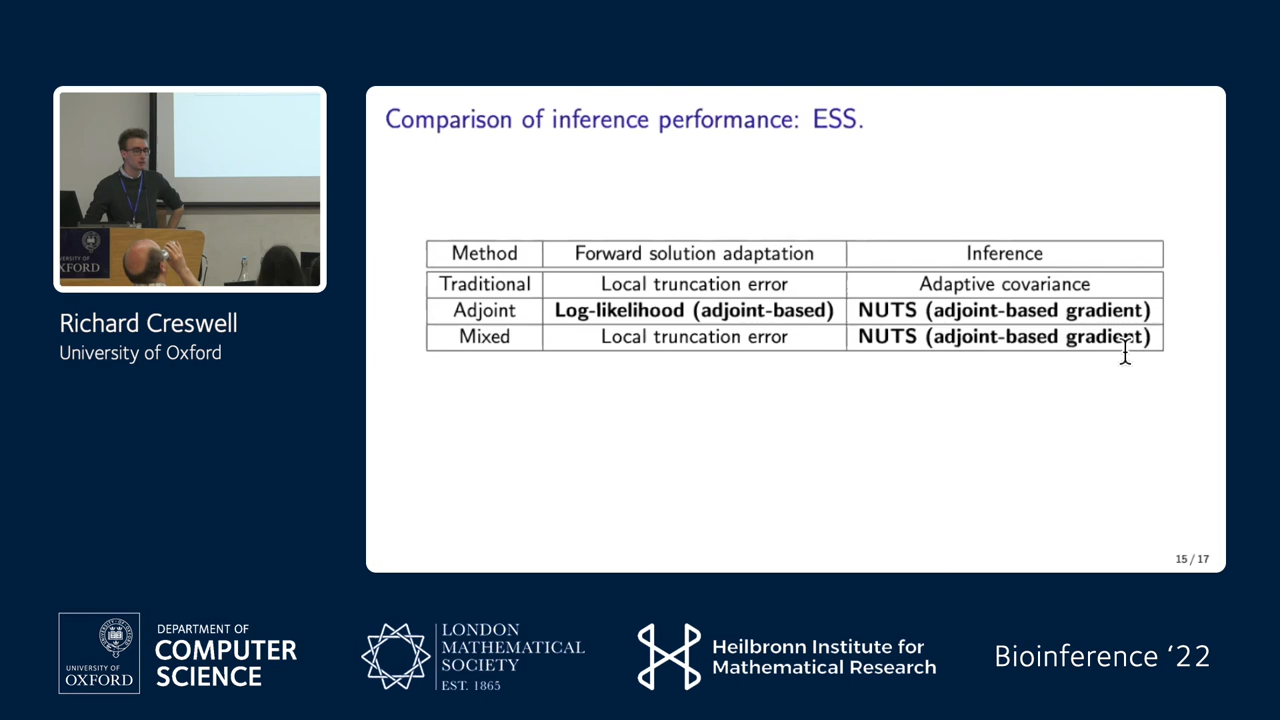 Comparison of inference performance: ESS.
Method Forward solution adaptation Inference
Traditional Local truncation error Adaptive covariance
Adjoint Log-likelihood (adjoint-based) NUTS (adjoint-based gradient)
Mixed Local truncation error NUTS (adjoint-based gradient)
15 / 17
OXFORD
Richard Creswell
University of Oxford
UNIVERSITY OF
OXFORD
DEPARTMENT OF
COMPUTER
SCIENCE
LONDON
MATHEMATICAL
SOCIETY
EST. 1865
Heilbronn Institute for
Mathematical Research
Bioinference ‘22